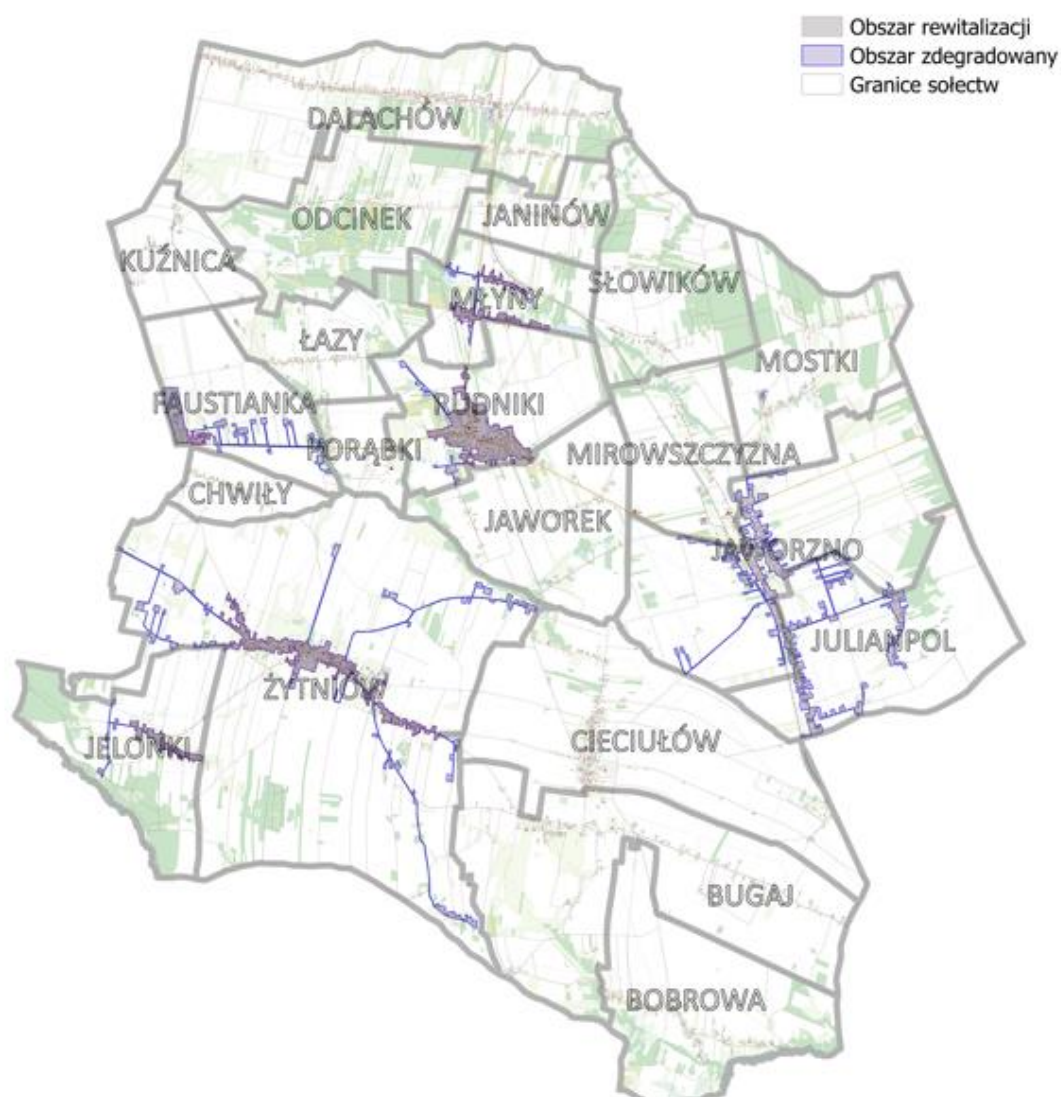 Obszar rewitalizacji
Obszar zdegradowany
Granice sołectw
DALACHÓW
ODCINEK
JANINÓW
KUŹNICA
SŁOWIKÓW
MŁYNY
ŁAZY
MOSTKI
FAUSTIANKA
RUDNIKI
PORĄBKI
MIROWSZCZYZNA
CHWIŁY
JAWOREK
JAWORZNO
JULIANPOL
ŻYTNIÓW
JELONKI
CIECIUŁÓW
BUGAJ
BOBROWA